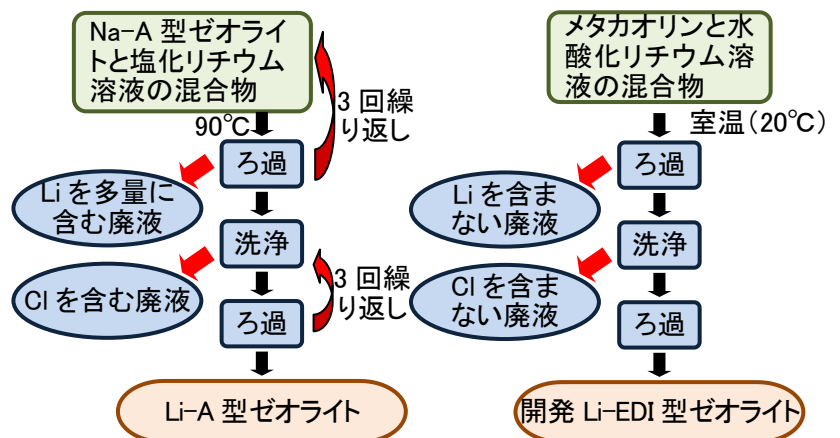 Na-A 型ゼオライ
トと塩化リチウム
溶液の混合物
90℃
3 回繰
り返し
ろ過
Li を多量に
含む廃液
洗浄
Cl を含む廃液
3 回繰
り返し
ろ過
Li-A 型ゼオライト
メタカオリンと水
酸化リチウム溶
液の混合物
室温(20℃)
ろ過
Li を含ま
ない廃液
洗浄
Cl を含ま
ない廃液
ろ過
開発 Li-EDI 型ゼオライト